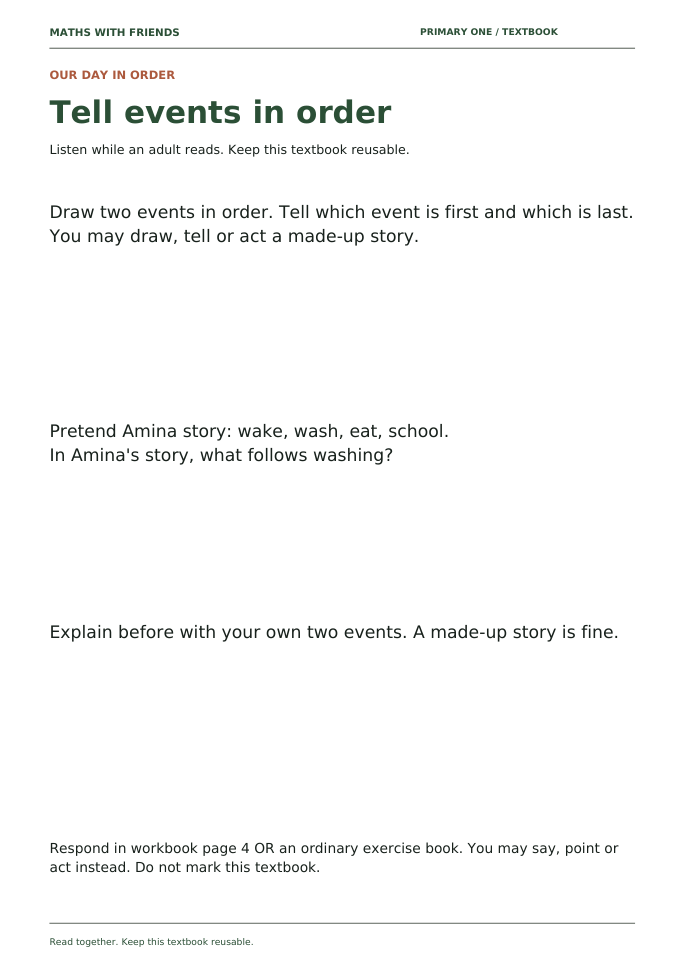 MATHS WITH FRIENDS
PRIMARY ONE / TEXTBOOK
OUR DAY IN ORDER
Tell events in order
Listen while an adult reads. Keep this textbook reusable.
Draw two events in order. Tell which event is first and which is last.
You may draw, tell or act a made-up story.
Pretend Amina story: wake, wash, eat, school.
In Amina's story, what follows washing?
Explain before with your own two events. A made-up story is fine.
Respond in workbook page 4 OR an ordinary exercise book. You may say, point or
act instead. Do not mark this textbook.
Read together. Keep this textbook reusable.